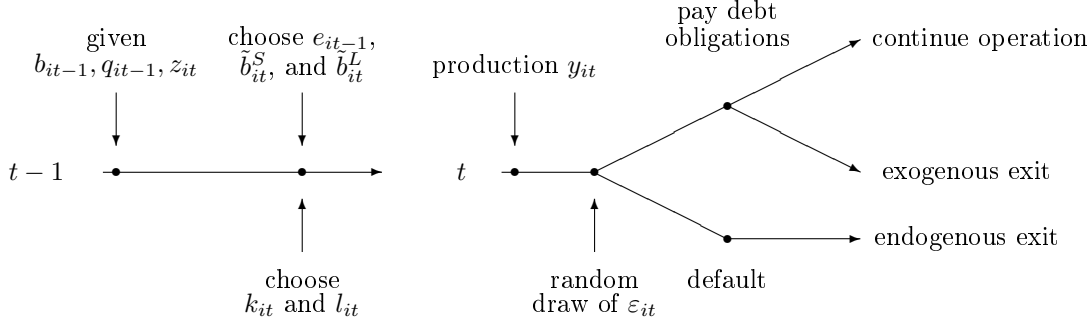 given
b_{it−1}, q_{it−1}, z_{it}
choose e_{it−1},
b̃^S_{it}, and b̃^L_{it}
production y_{it}
pay debt
obligations
continue operation
t − 1
t
exogenous exit
endogenous exit
choose
k_{it} and l_{it}
random
draw of ε_{it}
default